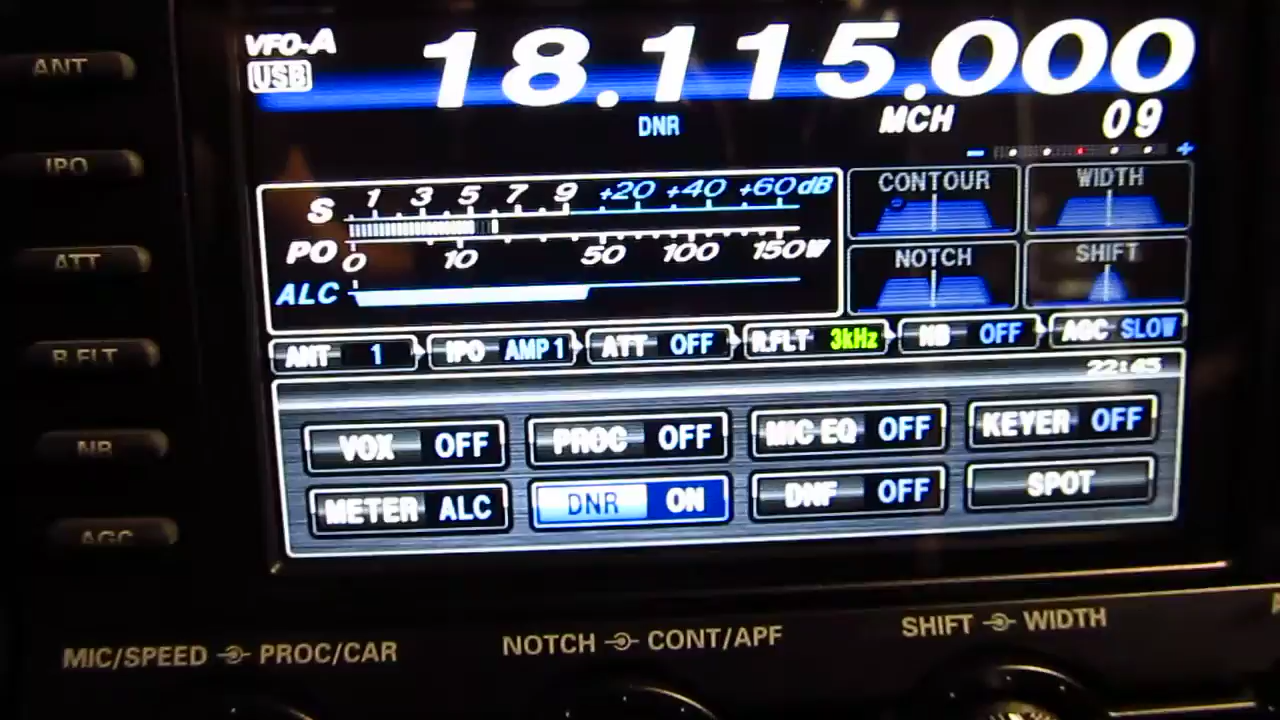 VFO-A 18.115.000
USB
DNR MCH 09
- +
S 1 3 5 7 9 +20 +40 +60dB
PO 0 10 50 100 150W
ALC
CONTOUR WIDTH
NOTCH SHIFT
ANT 1 IPO AMP1 ATT OFF R.FLT 3kHz NB OFF AGC SLOW
22:45
VOX OFF PROC OFF MIC EQ OFF KEYER OFF
METER ALC DNR ON DNF OFF SPOT
ANT
IPO
ATT
R.FLT
NB
AGC
MIC/SPEED PROC/CAR NOTCH CONT/APF SHIFT WIDTH